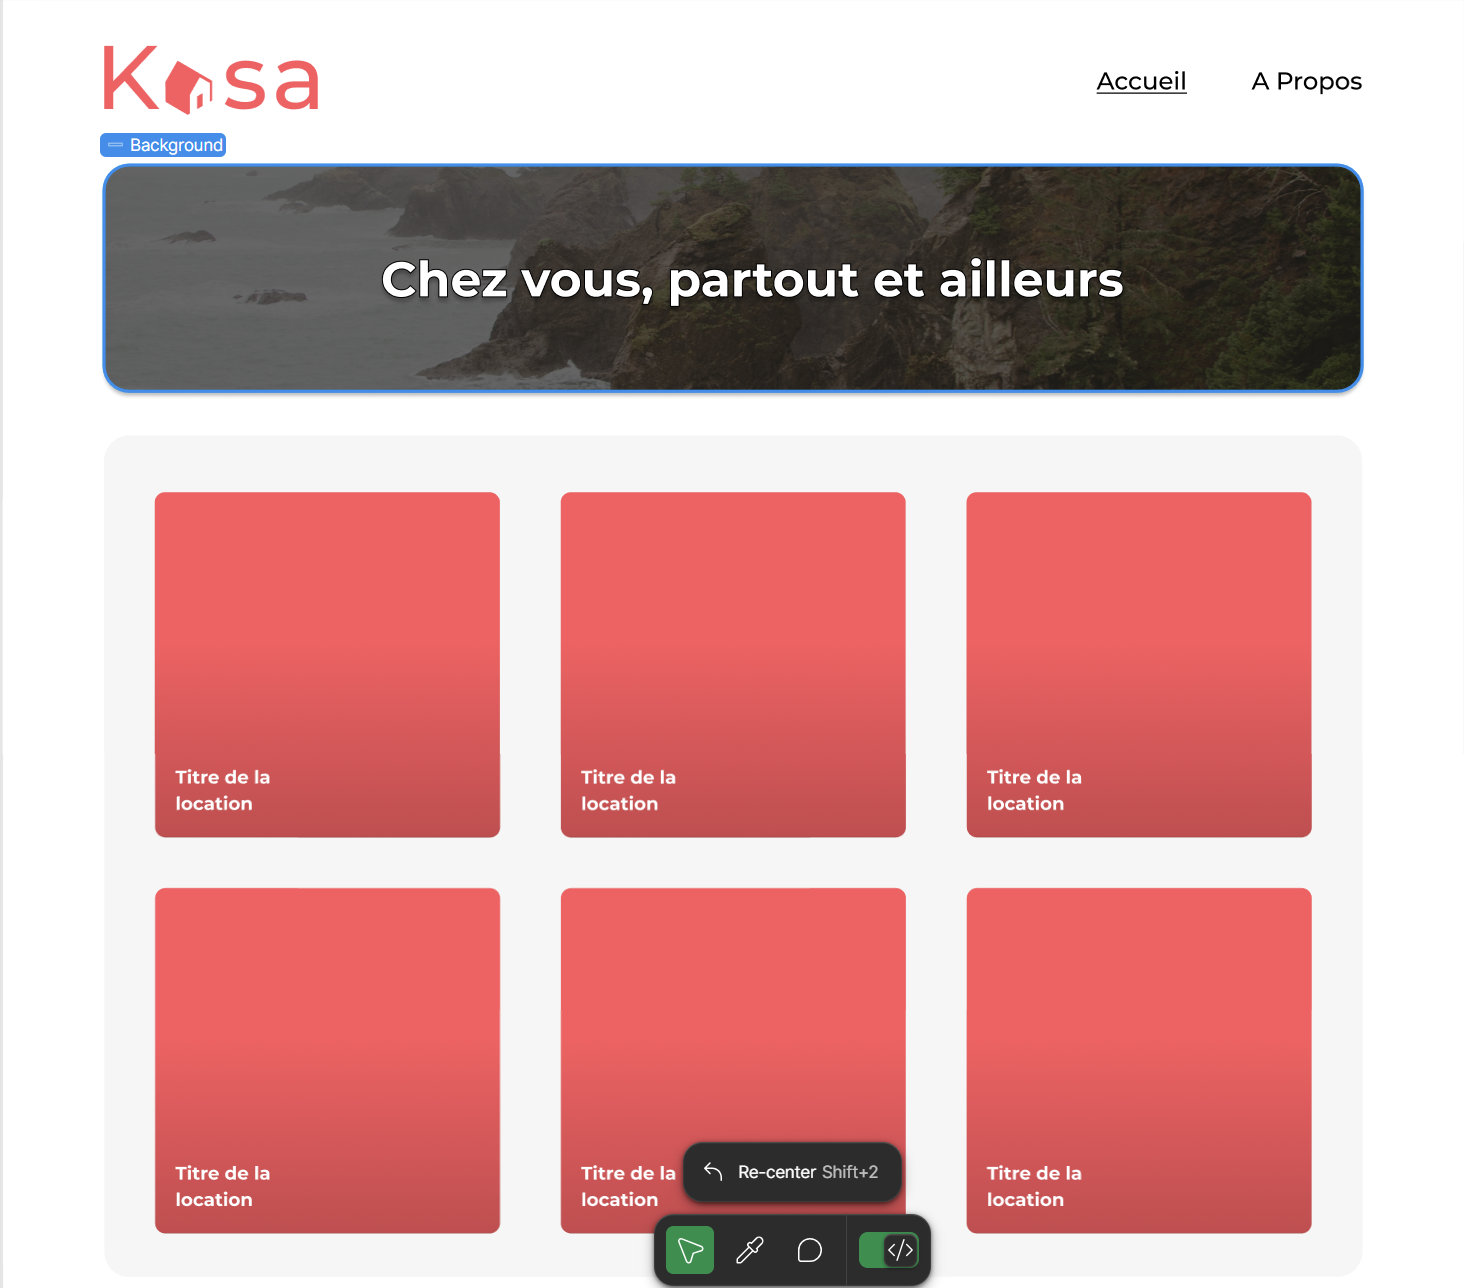 Kasa
Accueil
A Propos
Background
Chez vous, partout et ailleurs
Titre de la
location
Titre de la
location
Titre de la
location
Titre de la
location
Titre de la
location
Titre de la
location
Re-center Shift+2